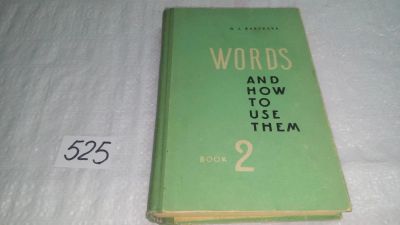 WORDS
AND
HOW
TO
USE
THEM
BOOK 2
525